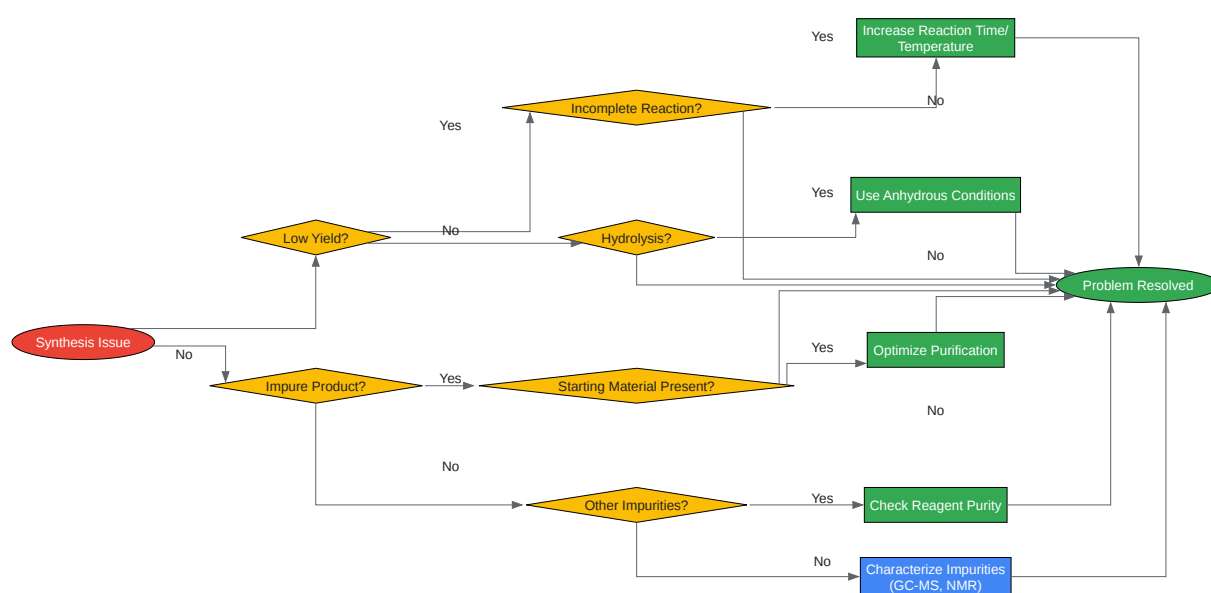 Yes
Increase Reaction Time/
Temperature
Incomplete Reaction?
No
Yes
Yes
Use Anhydrous Conditions
Low Yield?
No
Hydrolysis?
No
Problem Resolved
Synthesis Issue
No
Yes
Optimize Purification
Impure Product?
Yes
Starting Material Present?
No
No
Other Impurities?
Yes
Check Reagent Purity
No
Characterize Impurities
(GC-MS, NMR)